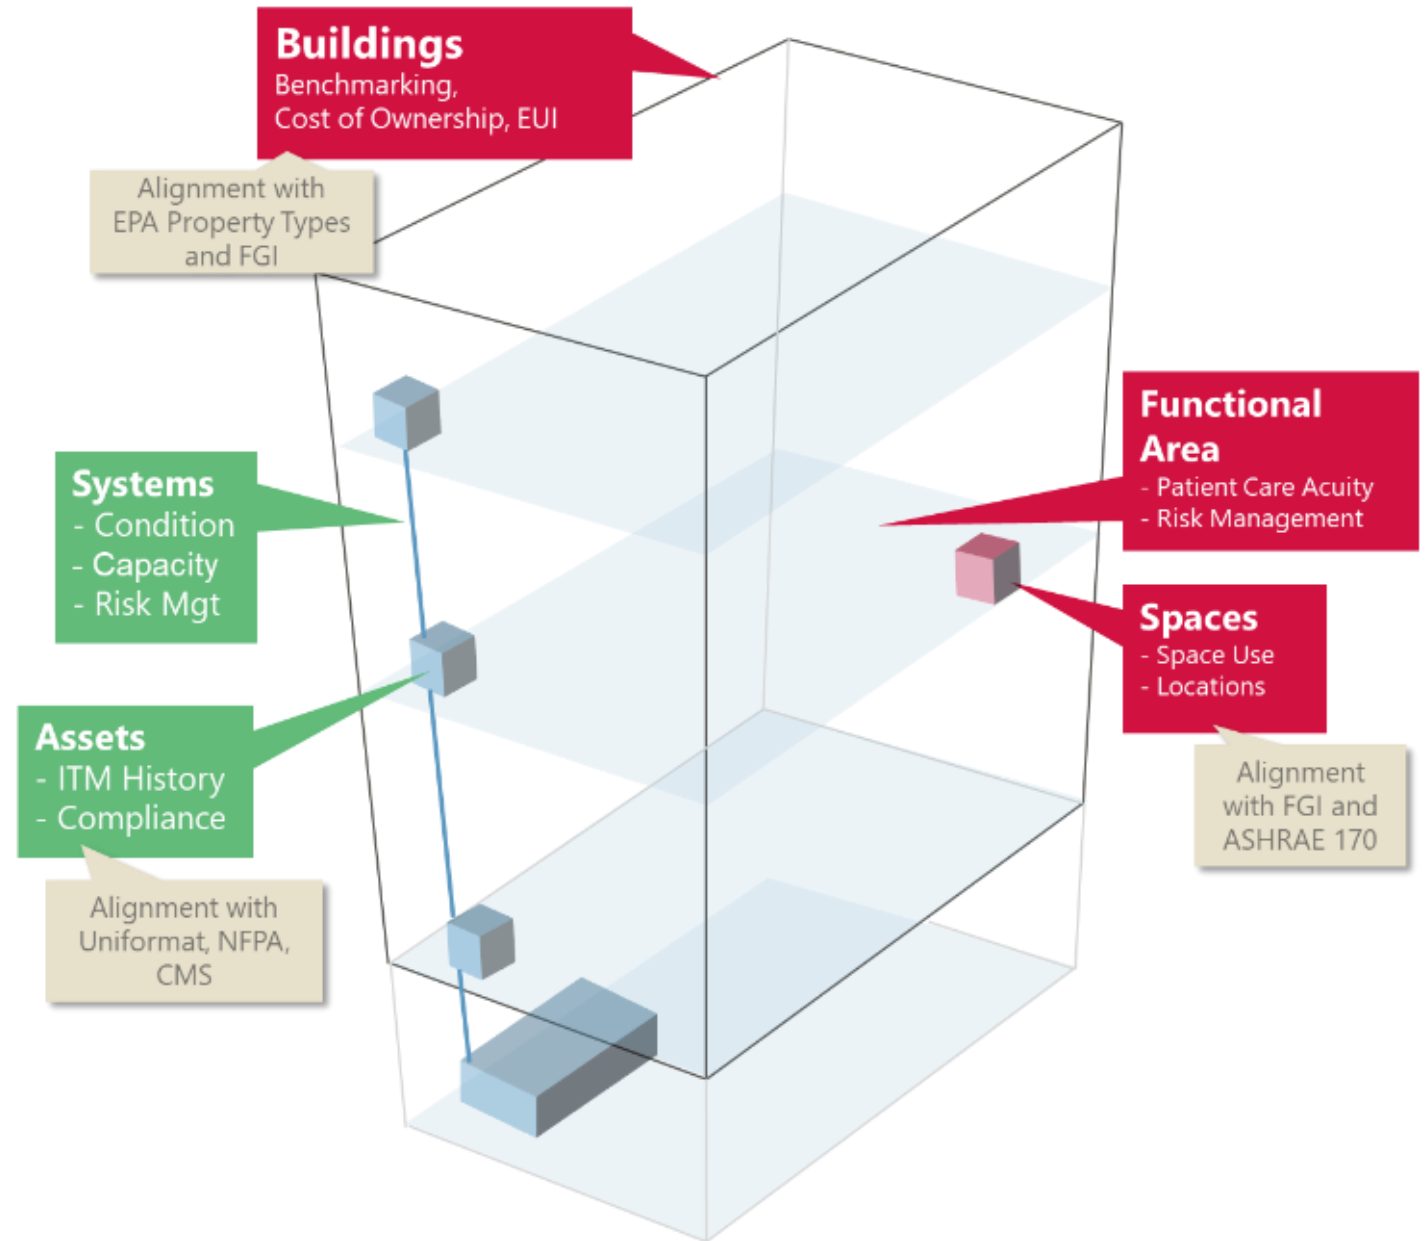 Buildings
Benchmarking,
Cost of Ownership, EUI
Alignment with
EPA Property Types
and FGI
Systems
- Condition
- Capacity
- Risk Mgt
Assets
- ITM History
- Compliance
Alignment with
Uniformat, NFPA,
CMS
Functional
Area
- Patient Care Acuity
- Risk Management
Spaces
- Space Use
- Locations
Alignment
with FGI and
ASHRAE 170